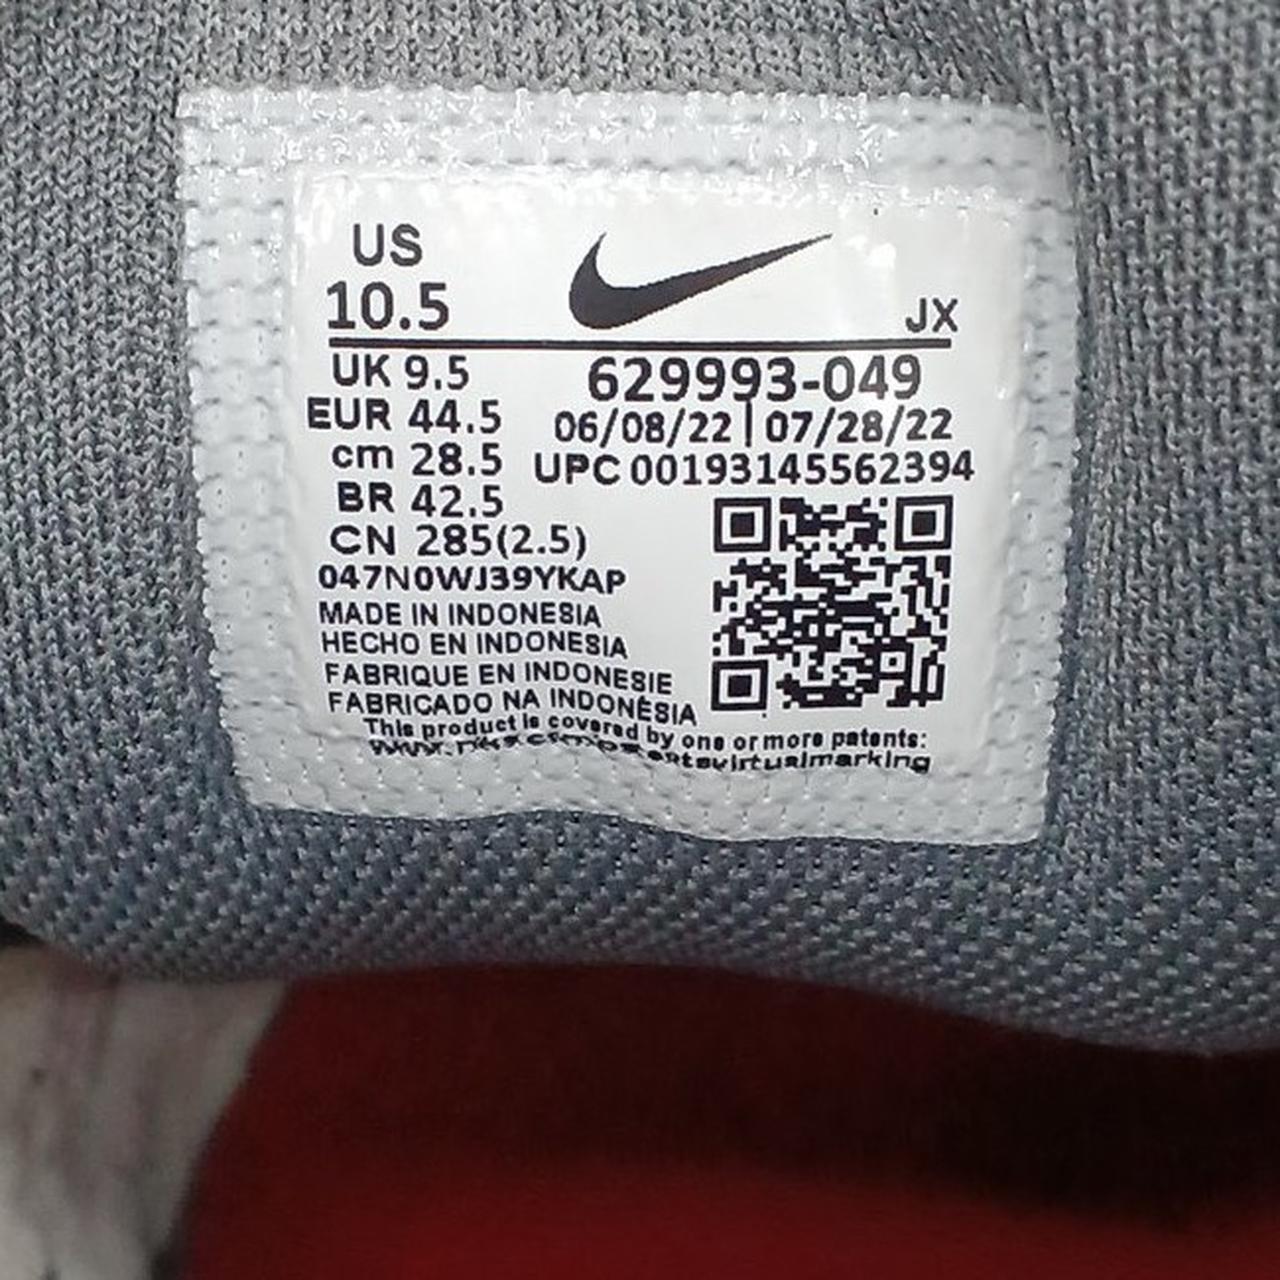 US
10.5
JX
UK 9.5
629993-049
EUR 44.5
06/08/22 | 07/28/22
cm 28.5
UPC 00193145562394
BR 42.5
CN 285(2.5)
047N0WJ39YKAP
MADE IN INDONESIA
HECHO EN INDONESIA
FABRIQUE EN INDONESIE
FABRICADO NA INDONÉSIA
This product is covered by one or more patents: